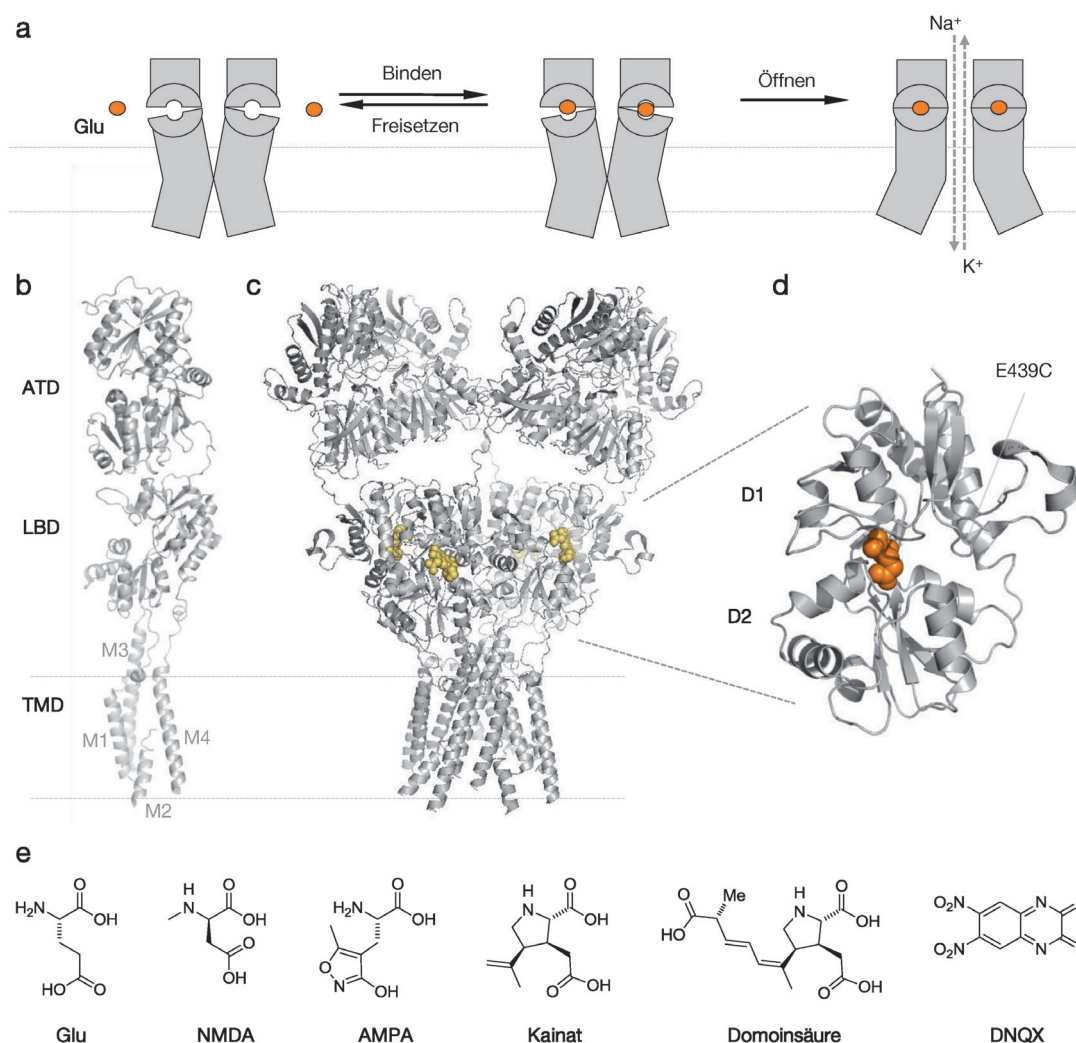 a
Na⁺
Binden
Öffnen
Glu
Freisetzen
K⁺
b
c
d
E439C
ATD
D1
LBD
D2
M3
TMD
M1
M4
M2
e
H₂N
O
OH
HO
O
Glu
H
N
O
OH
O
OH
NMDA
H₂N
O
OH
O
N
OH
AMPA
H
N
O
OH
O
OH
Kainat
O
HO
Me
H
N
O
OH
O
OH
Domoinsäure
O₂N
O₂N
N
N
DNQX